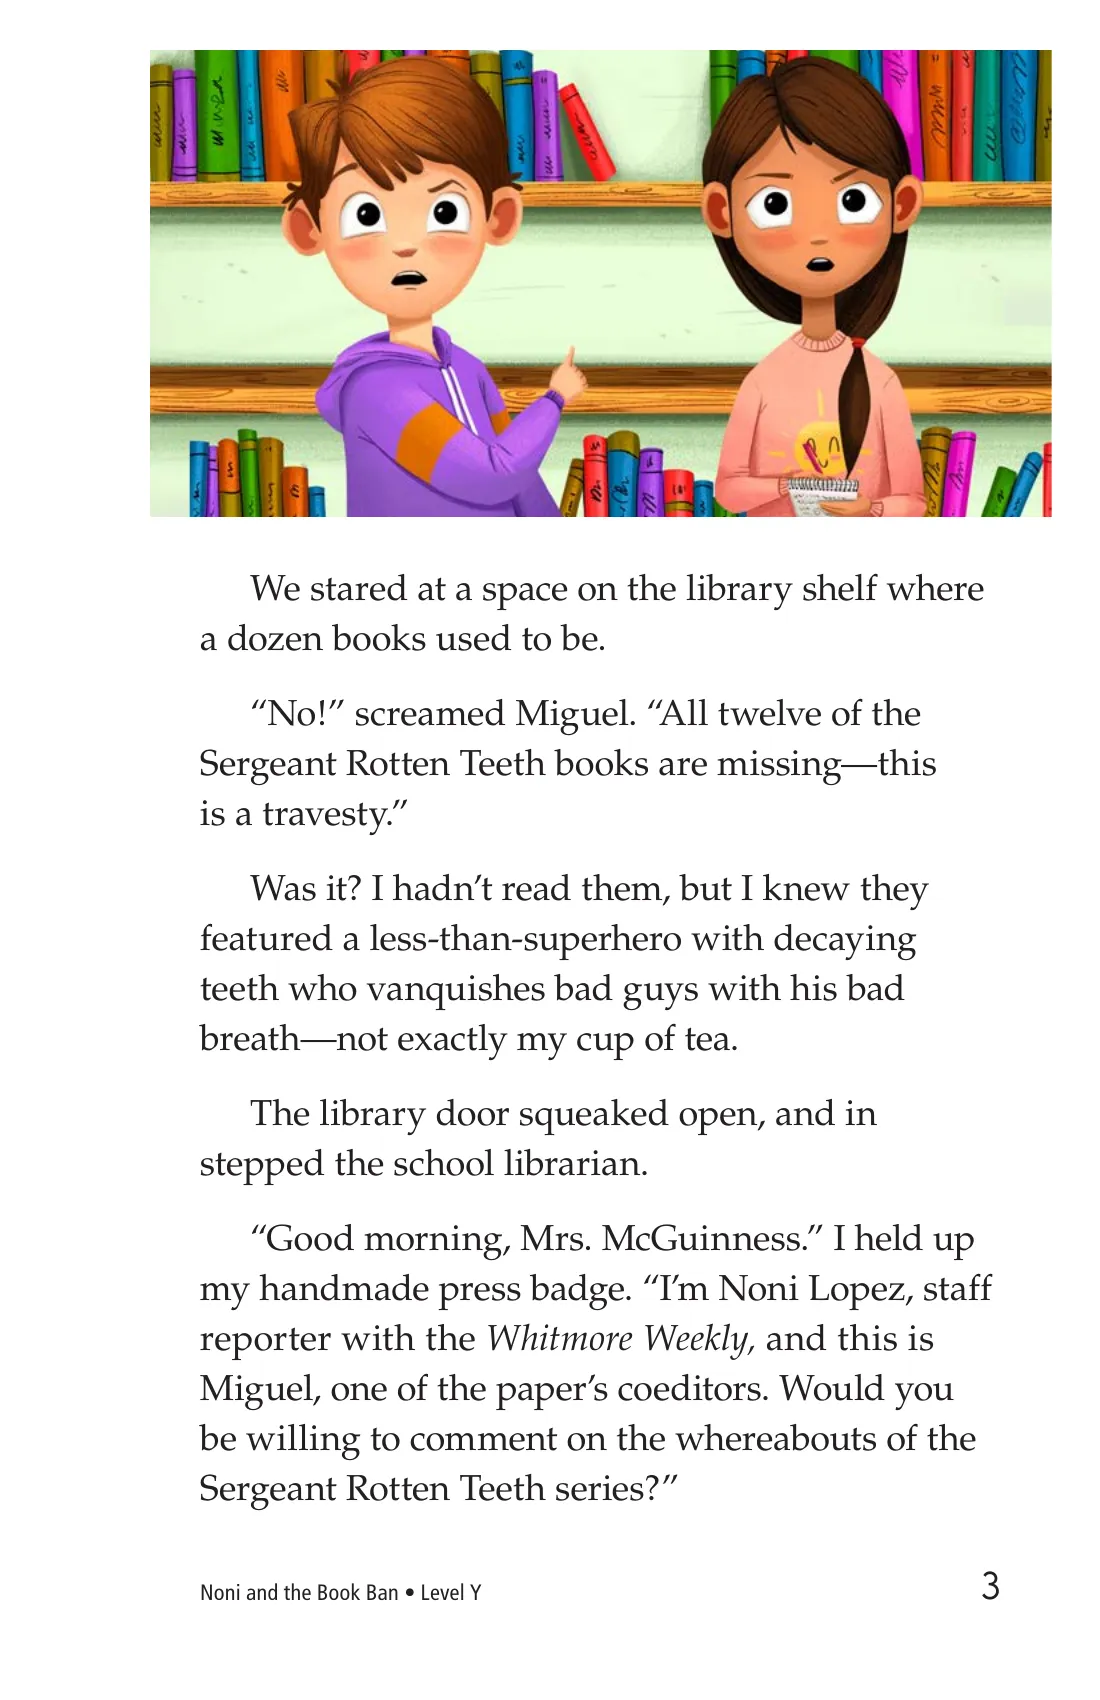 We stared at a space on the library shelf where
a dozen books used to be.
“No!” screamed Miguel. “All twelve of the
Sergeant Rotten Teeth books are missing—this
is a travesty.”
Was it? I hadn’t read them, but I knew they
featured a less-than-superhero with decaying
teeth who vanquishes bad guys with his bad
breath—not exactly my cup of tea.
The library door squeaked open, and in
stepped the school librarian.
“Good morning, Mrs. McGuinness.” I held up
my handmade press badge. “I’m Noni Lopez, staff
reporter with the Whitmore Weekly, and this is
Miguel, one of the paper’s coeditors. Would you
be willing to comment on the whereabouts of the
Sergeant Rotten Teeth series?”
Noni and the Book Ban • Level Y
3